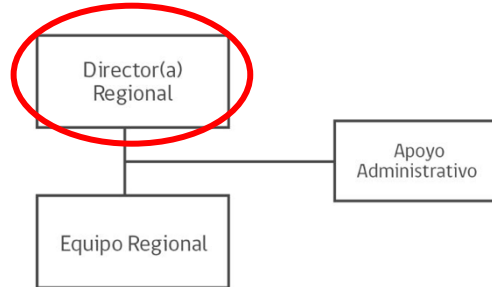 Director(a)
Regional
Apoyo
Administrativo
Equipo Regional